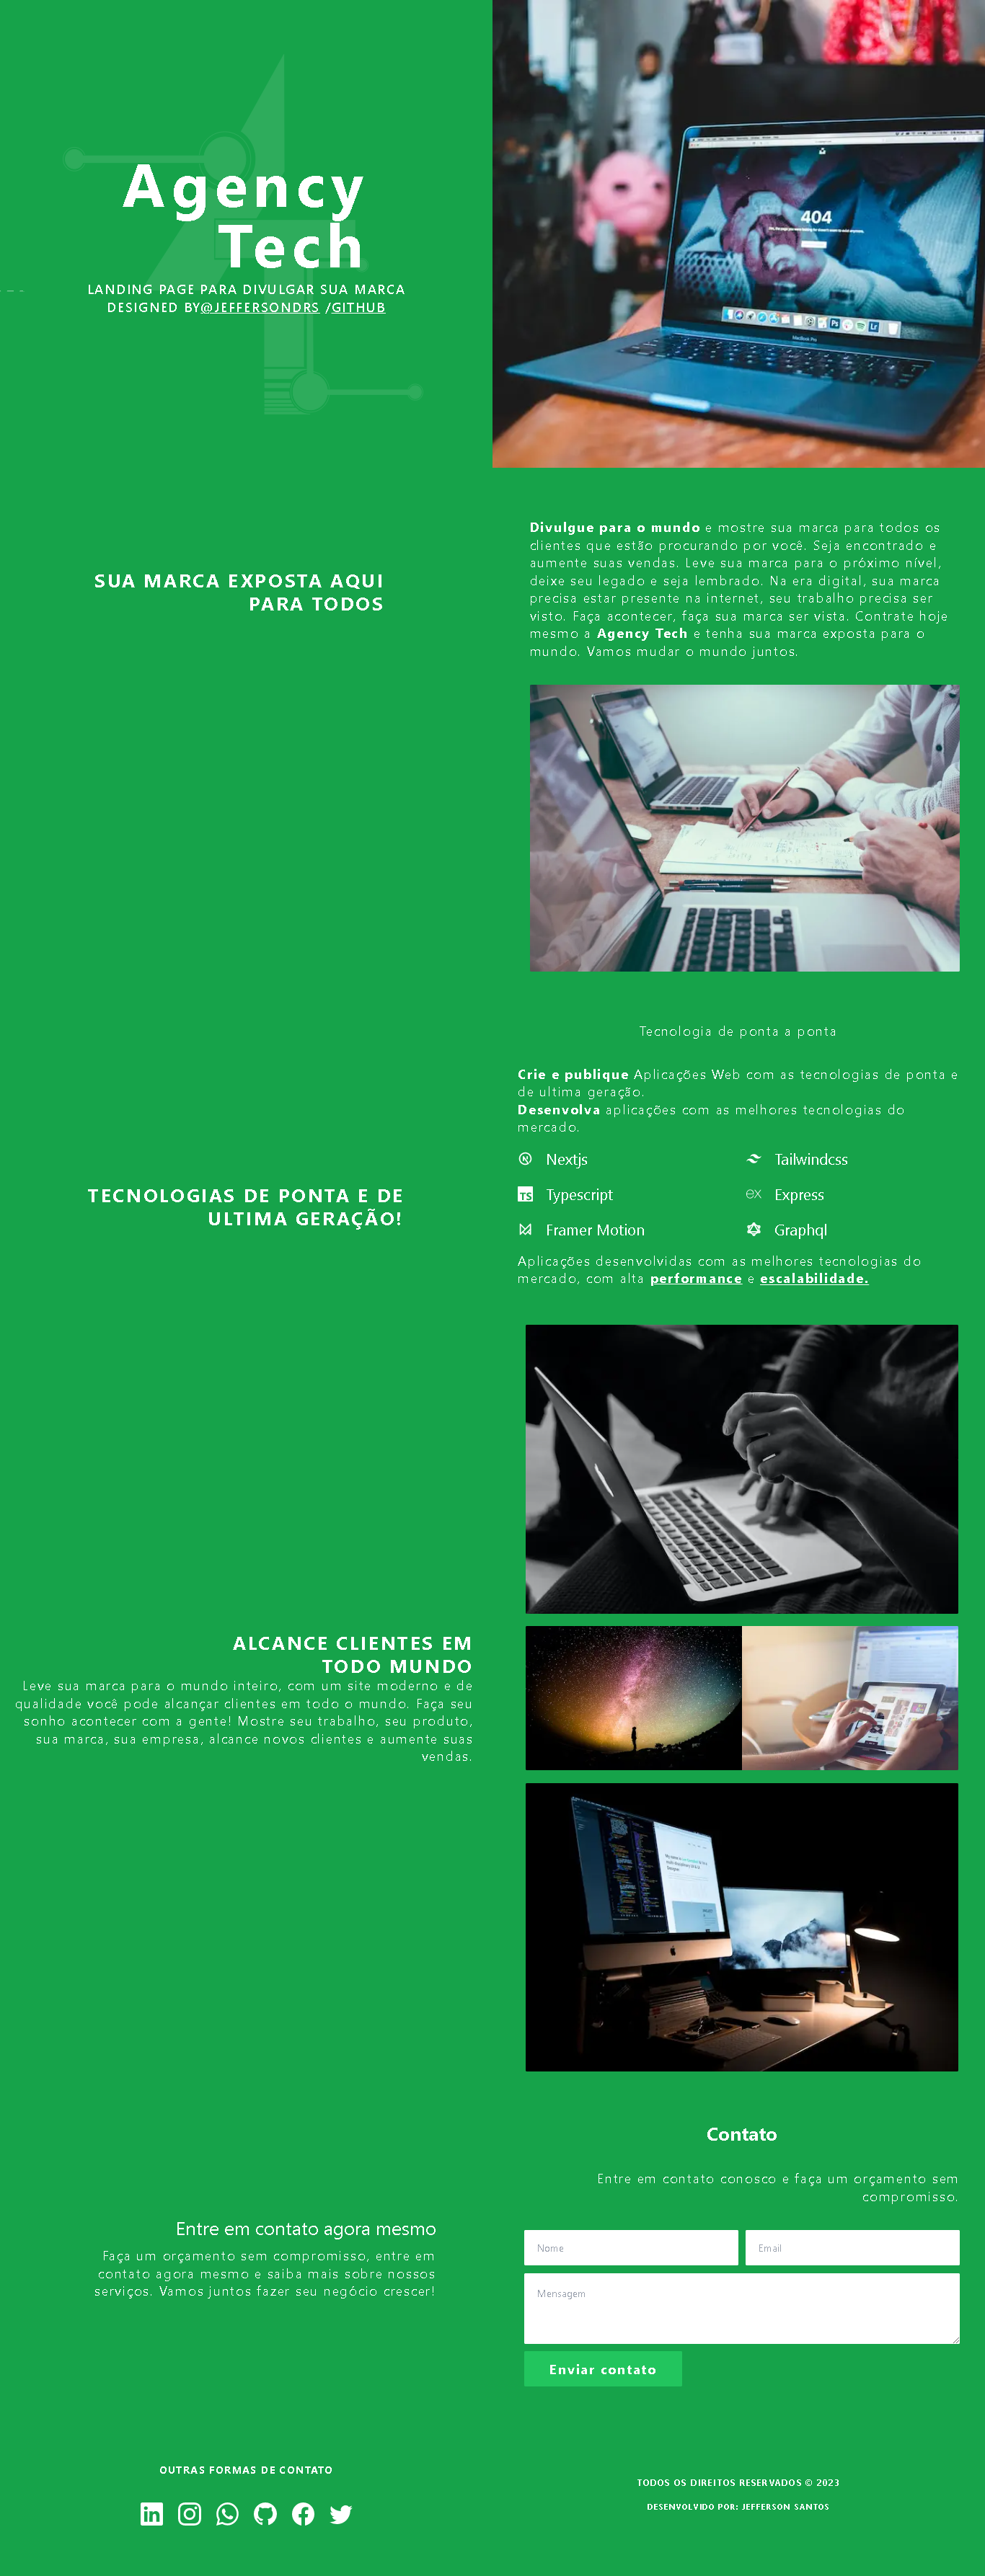 Agency
Tech
LANDING PAGE PARA DIVULGAR SUA MARCA
DESIGNED BY@JEFFERSONDRS /GITHUB
404
MacBook Pro
SUA MARCA EXPOSTA AQUI
PARA TODOS
Divulgue para o mundo e mostre sua marca para todos os
clientes que estão procurando por você. Seja encontrado e
aumente suas vendas. Leve sua marca para o próximo nível,
deixe seu legado e seja lembrado. Na era digital, sua marca
precisa estar presente na internet, seu trabalho precisa ser
visto. Faça acontecer, faça sua marca ser vista. Contrate hoje
mesmo a Agency Tech e tenha sua marca exposta para o
mundo. Vamos mudar o mundo juntos.
TECNOLOGIAS DE PONTA E DE
ULTIMA GERAÇÃO!
Tecnologia de ponta a ponta
Crie e publique Aplicações Web com as tecnologias de ponta e
de ultima geração.
Desenvolva aplicações com as melhores tecnologias do
mercado.
Nextjs
Tailwindcss
TS Typescript
ex Express
Framer Motion
Graphql
Aplicações desenvolvidas com as melhores tecnologias do
mercado, com alta performance e escalabilidade.
ALCANCE CLIENTES EM
TODO MUNDO
Leve sua marca para o mundo inteiro, com um site moderno e de
qualidade você pode alcançar clientes em todo o mundo. Faça seu
sonho acontecer com a gente! Mostre seu trabalho, seu produto,
sua marca, sua empresa, alcance novos clientes e aumente suas
vendas.
Entre em contato agora mesmo
Faça um orçamento sem compromisso, entre em
contato agora mesmo e saiba mais sobre nossos
serviços. Vamos juntos fazer seu negócio crescer!
Contato
Entre em contato conosco e faça um orçamento sem
compromisso.
Nome
Email
Mensagem
Enviar contato
OUTRAS FORMAS DE CONTATO
TODOS OS DIREITOS RESERVADOS © 2023
DESENVOLVIDO POR: JEFFERSON SANTOS